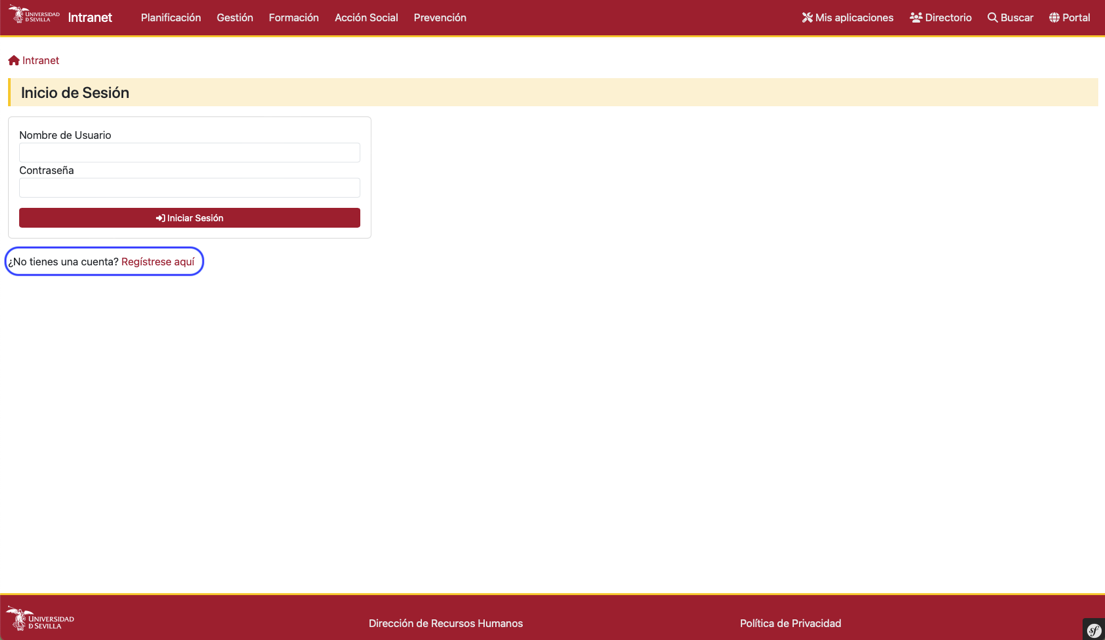 UNIVERSIDAD
D SEVILLA
Intranet
Planificación
Gestión
Formación
Acción Social
Prevención
Mis aplicaciones
Directorio
Buscar
Portal
Intranet
Inicio de Sesión
Nombre de Usuario
Contraseña
Iniciar Sesión
¿No tienes una cuenta? Regístrese aquí
UNIVERSIDAD
D SEVILLA
Dirección de Recursos Humanos
Política de Privacidad
sf